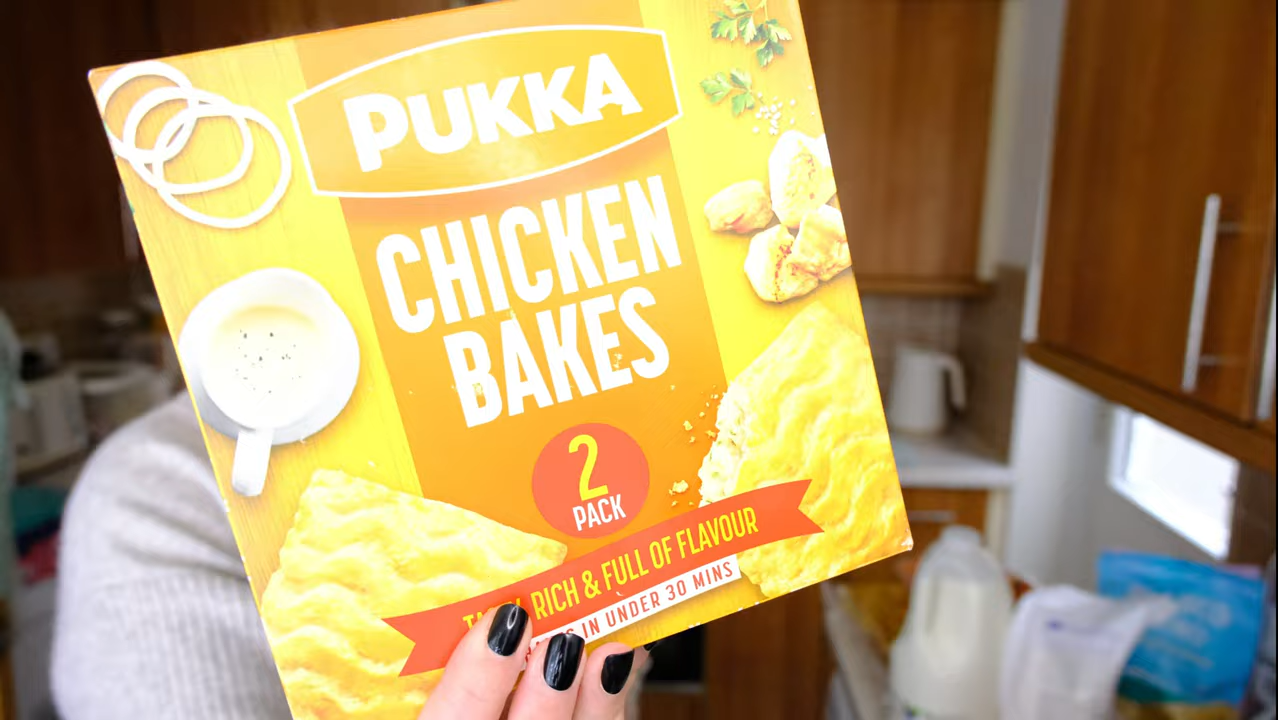 PUKKA
CHICKEN
BAKES
2
PACK
RICH & FULL OF FLAVOUR
IN UNDER 30 MINS